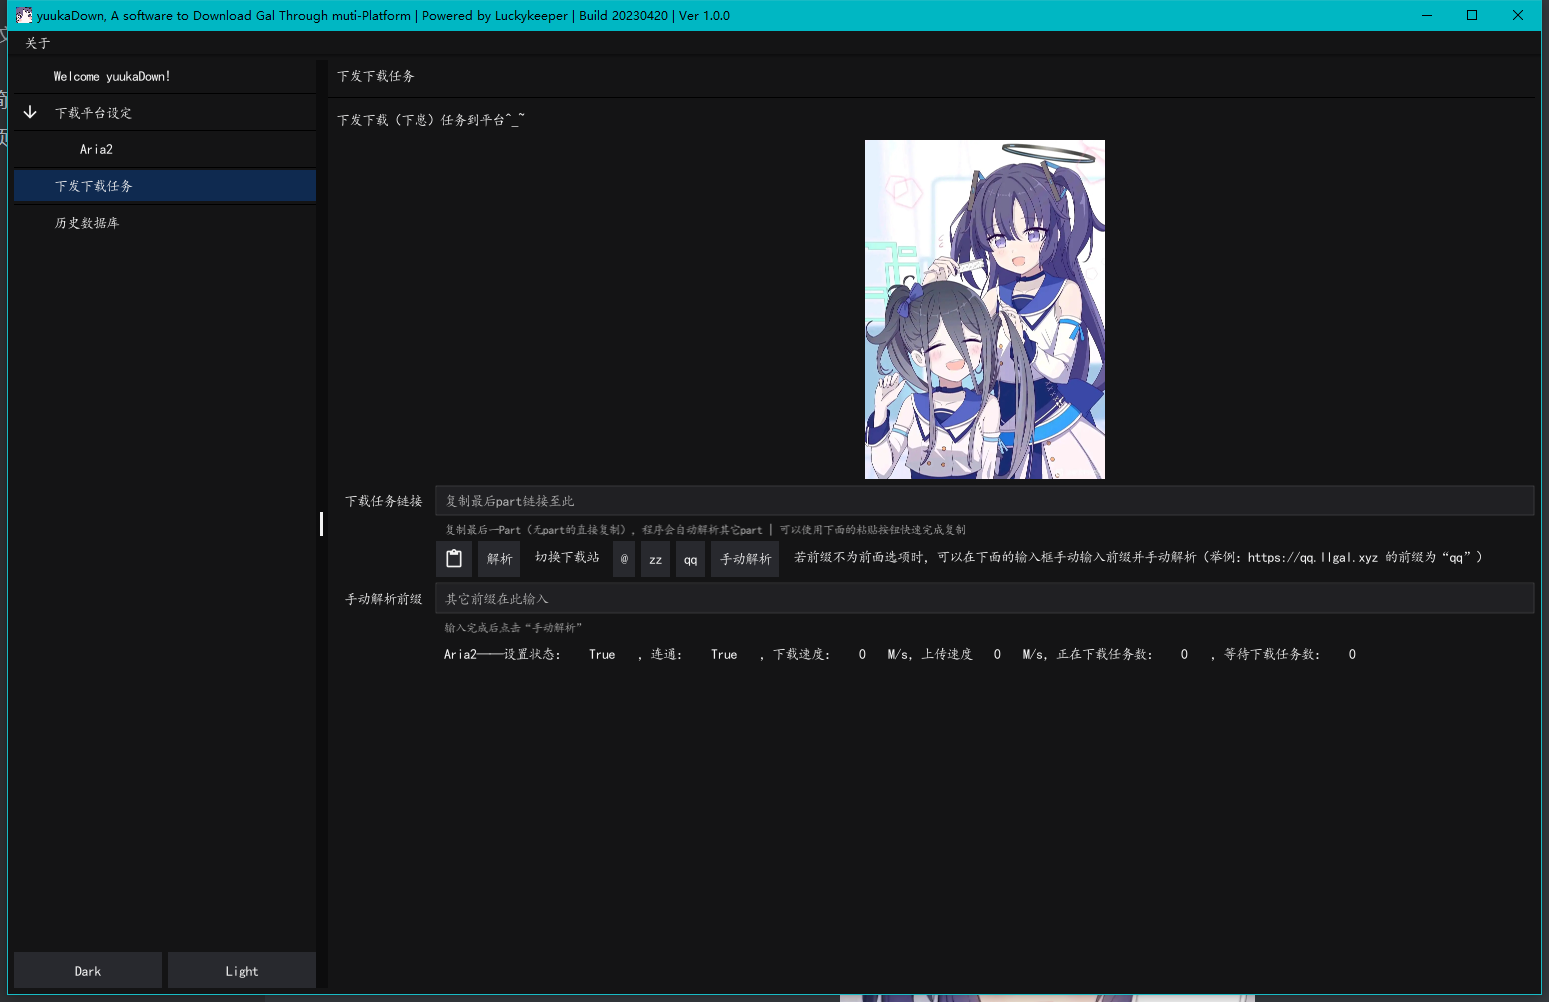 yuukaDown, A software to Download Gal Through muti-Platform | Powered by Luckykeeper | Build 20230420 | Ver 1.0.0
关于
Welcome yuukaDown!
下载平台设定
Aria2
下发下载任务
历史数据库
Dark
Light
下发下载任务
下发下载（下崽）任务到平台^_~
下载任务链接
复制最后part链接至此
复制最后一Part（无part的直接复制），程序会自动解析其它part | 可以使用下面的粘贴按钮快速完成复制
解析 切换下载站 @ zz qq 手动解析 若前缀不为前面选项时，可以在下面的输入框手动输入前缀并手动解析（举例：https://qq.llgal.xyz 的前缀为“qq”）
手动解析前缀
其它前缀在此输入
输入完成后点击“手动解析”
Aria2——设置状态： True ，连通： True ，下载速度： 0 M/s，上传速度 0 M/s，正在下载任务数： 0 ，等待下载任务数： 0